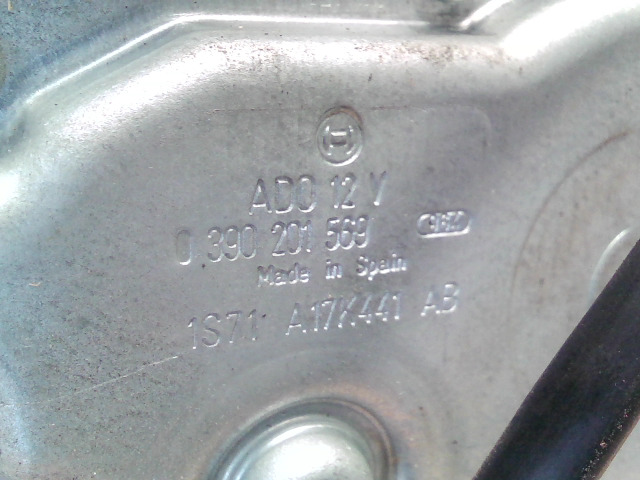 ADO 12 V
0 390 201 569
Made in Spain
1S71 A17K441 AB